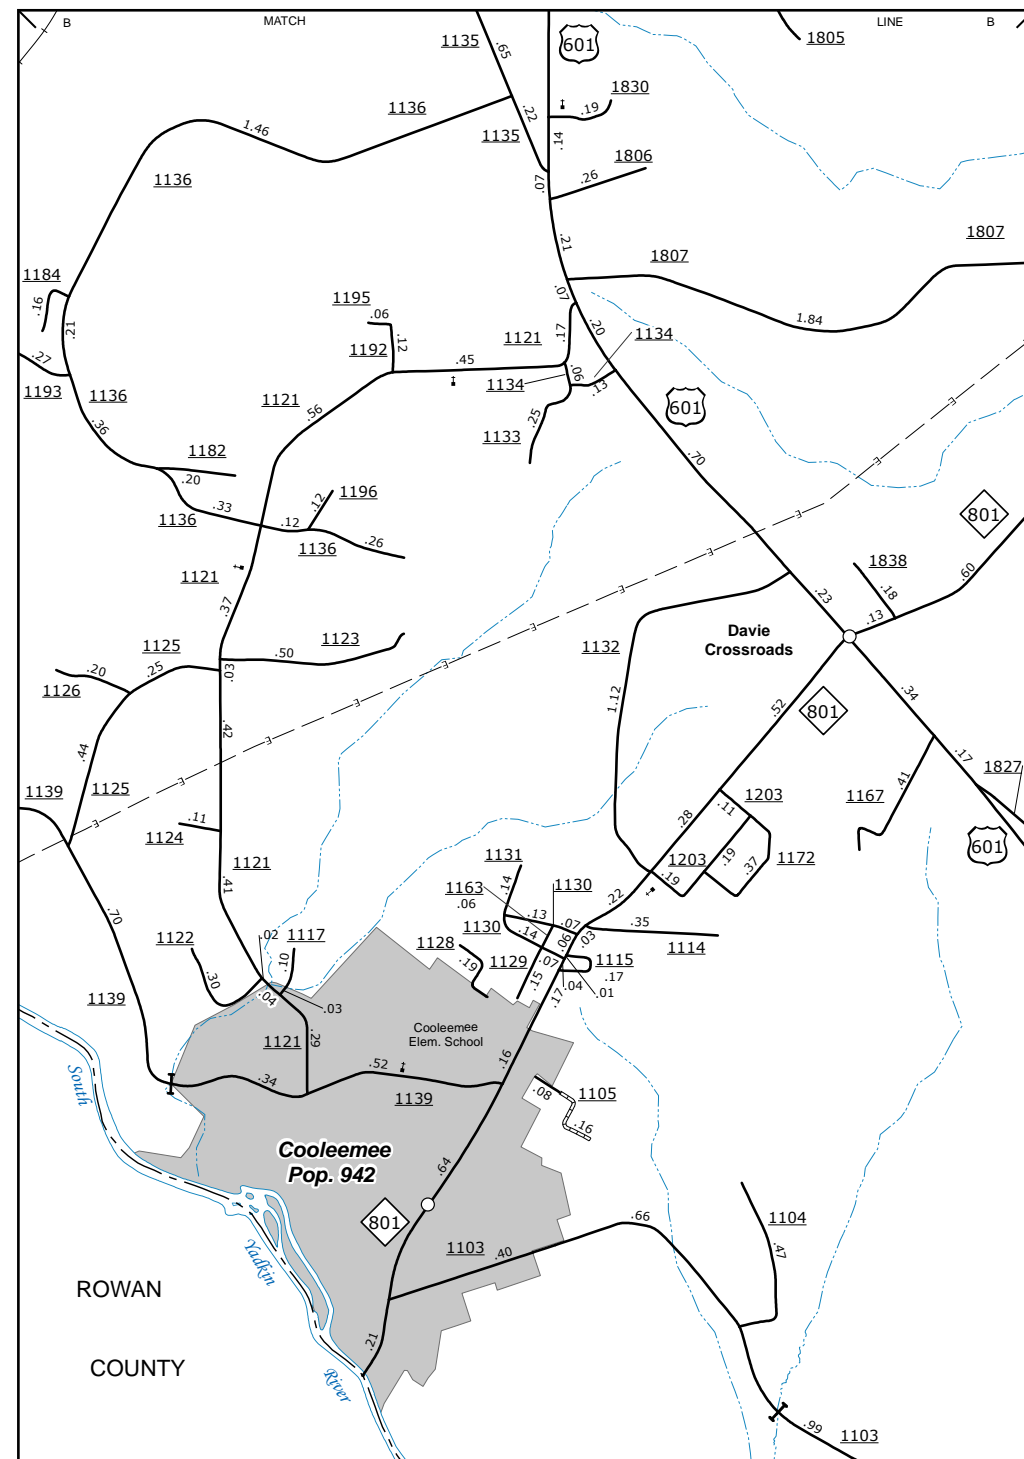 B MATCH LINE B
1135 .65 601 1805
1830
1136 .22 .19
1.46 1135 .14
1806
1136 .07 .26
.21 1807 1807
1184 1195 .07
.16 .06 1.84
.21 .12 .17 .20
1121 1134
.27 1192 .45 .06
1193 1136 1134 .13
1121 601
.56 .25
.36 1133
1182 .70
.20 1196
.33 .12 801
1136 .12
1136 .26
1838
1121 .60
.37 .23 .18
.13
1125 1123 1132 Davie
Crossroads
.50
.20 .25 .03
1126
.34
1.12 .52
801
.42
.44 .17
1139 1125 1167 .41 1827
1203
.11
.28
1124 .11 601
1131 1203 .19 1172
1121 .37
.41 1163 .14 1130 .19
.06 .22
.70 .13 .07
1130 .35
.02 .14 .06 .03
1122 1117 1128 1114
1129 .07 1115
.10 .19
.30 .15 .04 .17
1139 .04 .17 .01
.03
Cooleemee
Elem. School
1121 .29
.16
.52
.34 1105
1139 .08
South .16
Cooleemee
Pop. 942
.64
801 1104
.66
Yadkin 1103 .40 .47
ROWAN
.21
COUNTY
River
.99 1103
E
E
E
E
E
E
E
E
E